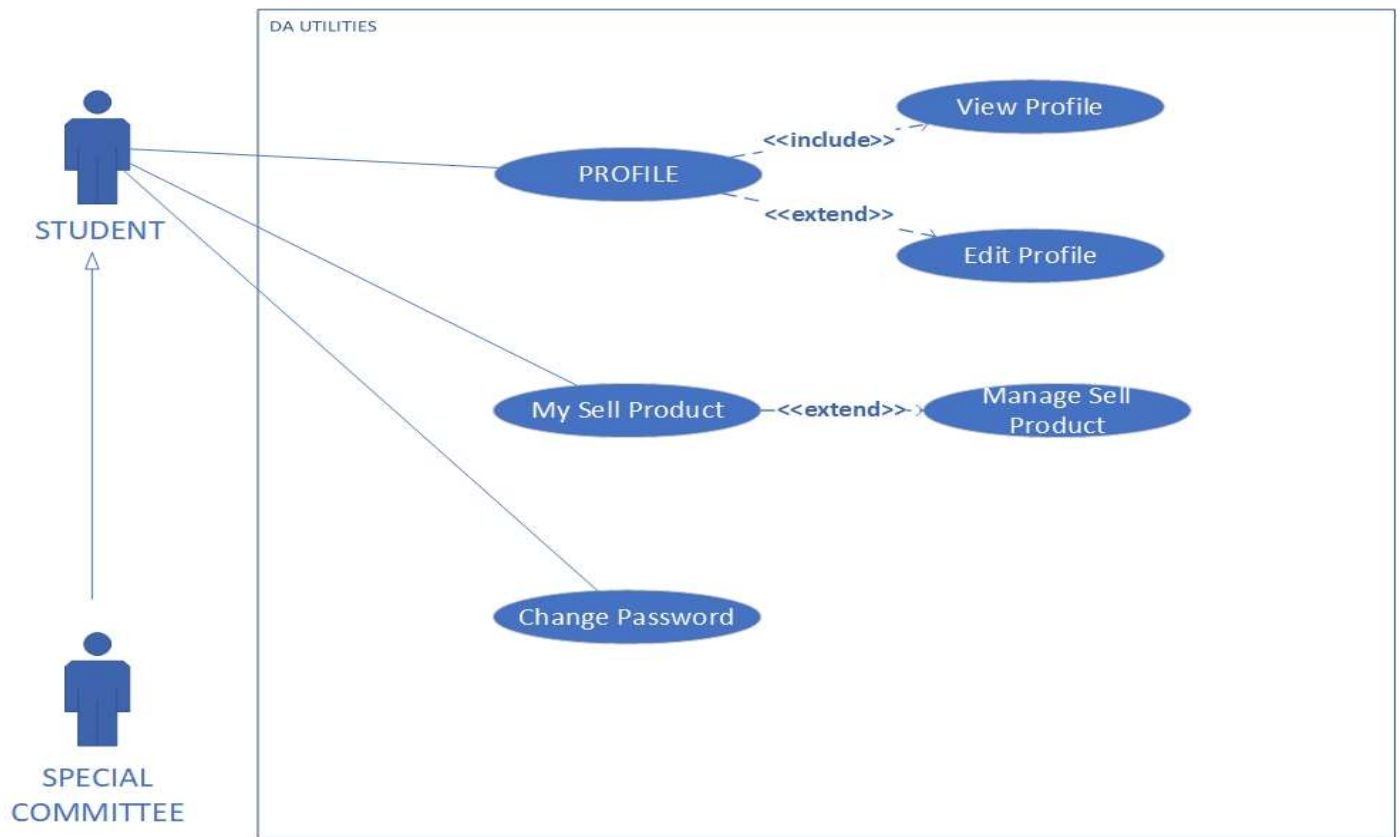 DA UTILITIES
View Profile
<<include>>
PROFILE
<<extend>>
STUDENT
Edit Profile
My Sell Product
<<extend>>
Manage Sell
Product
Change Password
SPECIAL
COMMITTEE